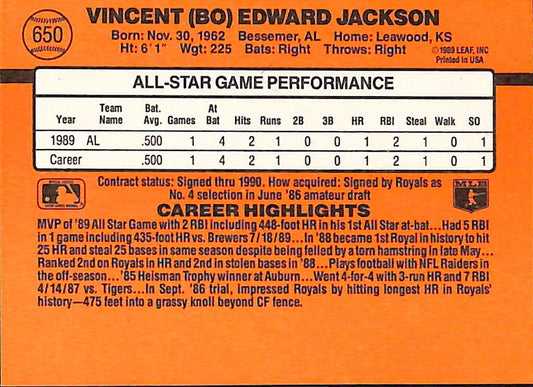 650
VINCENT (BO) EDWARD JACKSON
Born: Nov. 30, 1962 Bessemer, AL Home: Leawood, KS
Ht: 6'1" Wgt: 225 Bats: Right Throws: Right
©1989 LEAF, INC
Printed in USA
ALL-STAR GAME PERFORMANCE
Year Team Name Bat. Avg. Games At Bat Hits Runs 2B 3B HR RBI Steal Walk SO
1989 AL .500 1 4 2 1 0 0 1 2 1 0 1
Career .500 1 4 2 1 0 0 1 2 1 0 1
Contract status: Signed thru 1990. How acquired: Signed by Royals as
No. 4 selection in June '86 amateur draft
MLB
CAREER HIGHLIGHTS
MVP of '89 All Star Game with 2 RBI including 448-foot HR in his 1st All Star at-bat...Had 5 RBI
in 1 game including 435-foot HR vs. Brewers 7/18/89...In '88 became 1st Royal in history to hit
25 HR and steal 25 bases in same season despite being felled by a torn hamstring in late May...
Ranked 2nd on Royals in HR and 2nd in stolen bases in '88...Plays football with NFL Raiders in
the off-season...'85 Heisman Trophy winner at Auburn...Went 4-for-4 with 3-run HR and 7 RBI
4/14/87 vs. Tigers...In Sept. '86 trial, impressed Royals by hitting longest HR in Royals'
history—475 feet into a grassy knoll beyond CF fence.